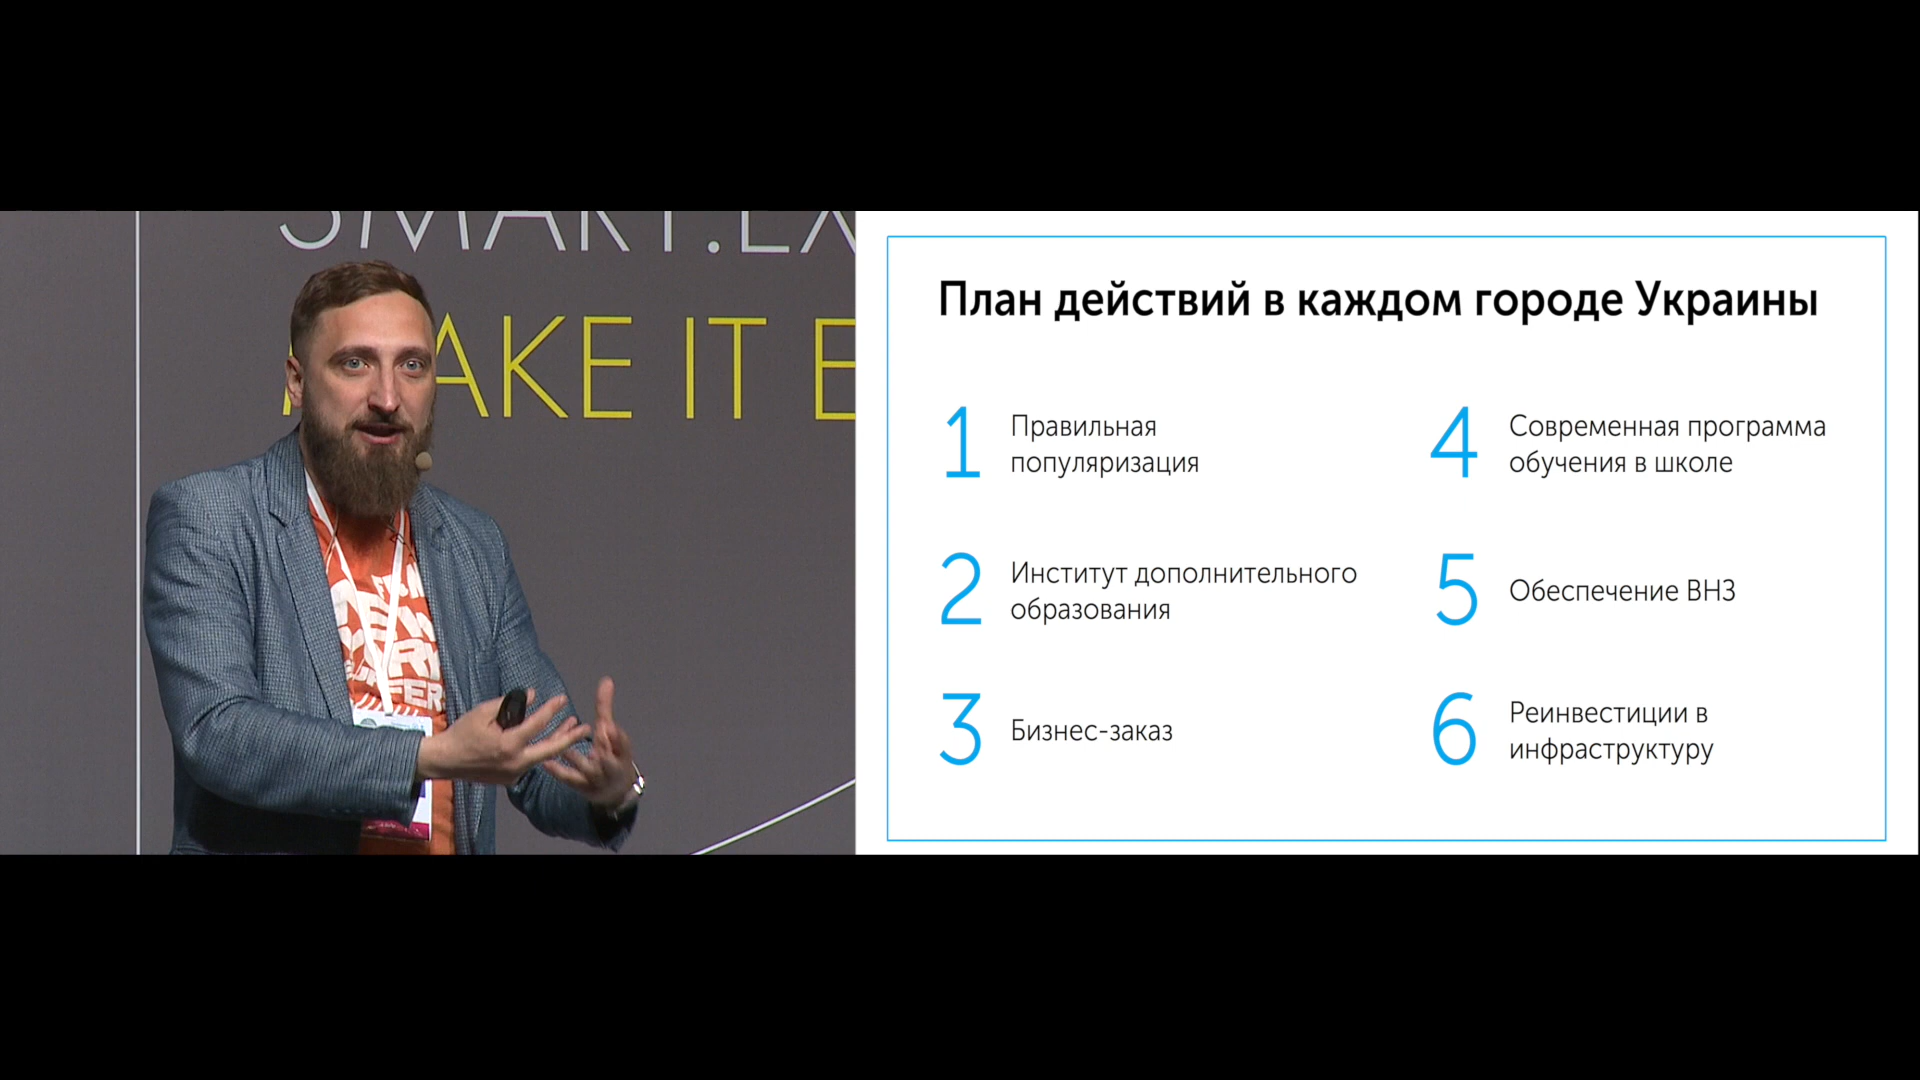 MAKE IT
План действий в каждом городе Украины
1 Правильная
популяризация
2 Институт дополнительного
образования
3 Бизнес-заказ
4 Современная программа
обучения в школе
5 Обеспечение ВНЗ
6 Реинвестиции в
инфраструктуру